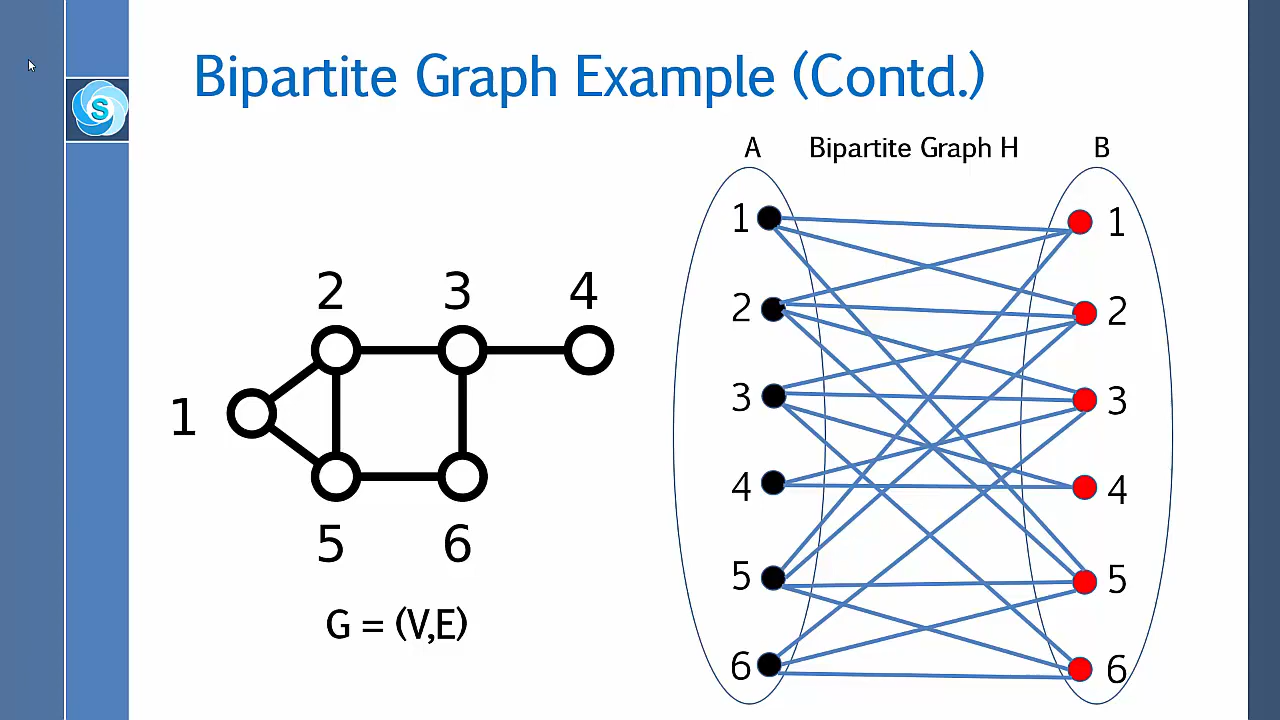 S
Bipartite Graph Example (Contd.)
A Bipartite Graph H B
1 1
2 2
3 3
4 4
5 5
6 6
2 3 4
1
5 6
G = (V,E)